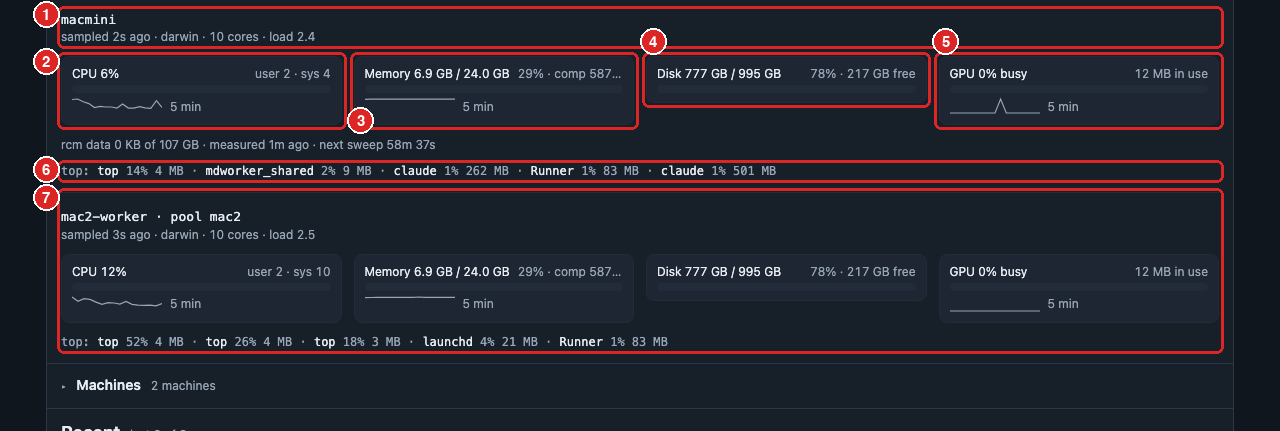 1
macmini
sampled 2s ago · darwin · 10 cores · load 2.4
2
4
5
CPU 6% user 2 · sys 4
5 min
Memory 6.9 GB / 24.0 GB 29% · comp 587...
5 min
3
Disk 777 GB / 995 GB 78% · 217 GB free
GPU 0% busy 12 MB in use
5 min
rcm data 0 KB of 107 GB · measured 1m ago · next sweep 58m 37s
6
top: top 14% 4 MB · mdworker_shared 2% 9 MB · claude 1% 262 MB · Runner 1% 83 MB · claude 1% 501 MB
7
mac2-worker · pool mac2
sampled 3s ago · darwin · 10 cores · load 2.5
CPU 12% user 2 · sys 10
5 min
Memory 6.9 GB / 24.0 GB 29% · comp 587...
5 min
Disk 777 GB / 995 GB 78% · 217 GB free
GPU 0% busy 12 MB in use
5 min
top: top 52% 4 MB · top 26% 4 MB · top 18% 3 MB · launchd 4% 21 MB · Runner 1% 83 MB
Machines 2 machines
Recent